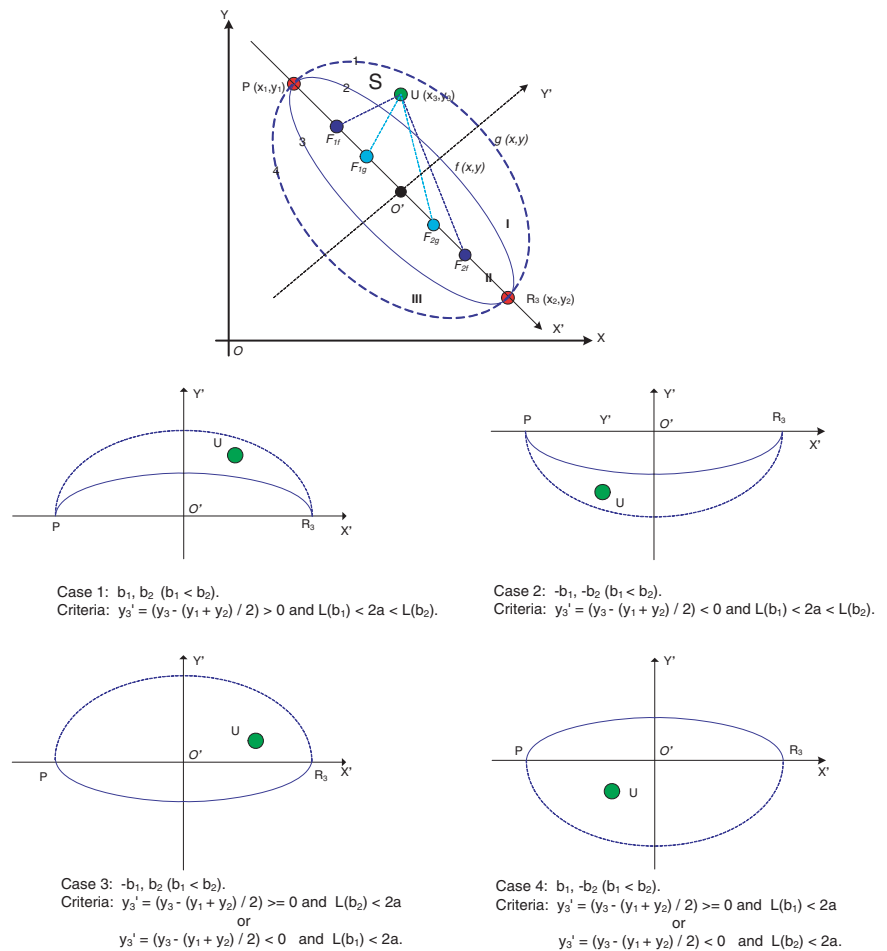 Y
1
S
2
P (x₁,y₁)
U (x₃,y₃)
Y'
3
F₁f
g (x,y)
4
F₁g
f (x,y)
O'
I
F₂g
F₂f
II
III
R₃ (x₂,y₂)
X'
X
O
Y'
U
O'
P
R₃
X'
Case 1: b₁, b₂ (b₁ < b₂).
Criteria: y₃' = (y₃ - (y₁ + y₂) / 2) > 0 and L(b₁) < 2a < L(b₂).
Y'
P
Y'
O'
R₃
X'
U
Case 2: -b₁, -b₂ (b₁ < b₂).
Criteria: y₃' = (y₃ - (y₁ + y₂) / 2) < 0 and L(b₁) < 2a < L(b₂).
Y'
U
O'
P
R₃
X'
Case 3: -b₁, b₂ (b₁ < b₂).
Criteria: y₃' = (y₃ - (y₁ + y₂) / 2) >= 0 and L(b₂) < 2a
or
y₃' = (y₃ - (y₁ + y₂) / 2) < 0 and L(b₁) < 2a.
Y'
P
O'
R₃
X'
U
Case 4: b₁, -b₂ (b₁ < b₂).
Criteria: y₃' = (y₃ - (y₁ + y₂) / 2) >= 0 and L(b₁) < 2a
or
y₃' = (y₃ - (y₁ + y₂) / 2) < 0 and L(b₂) < 2a.